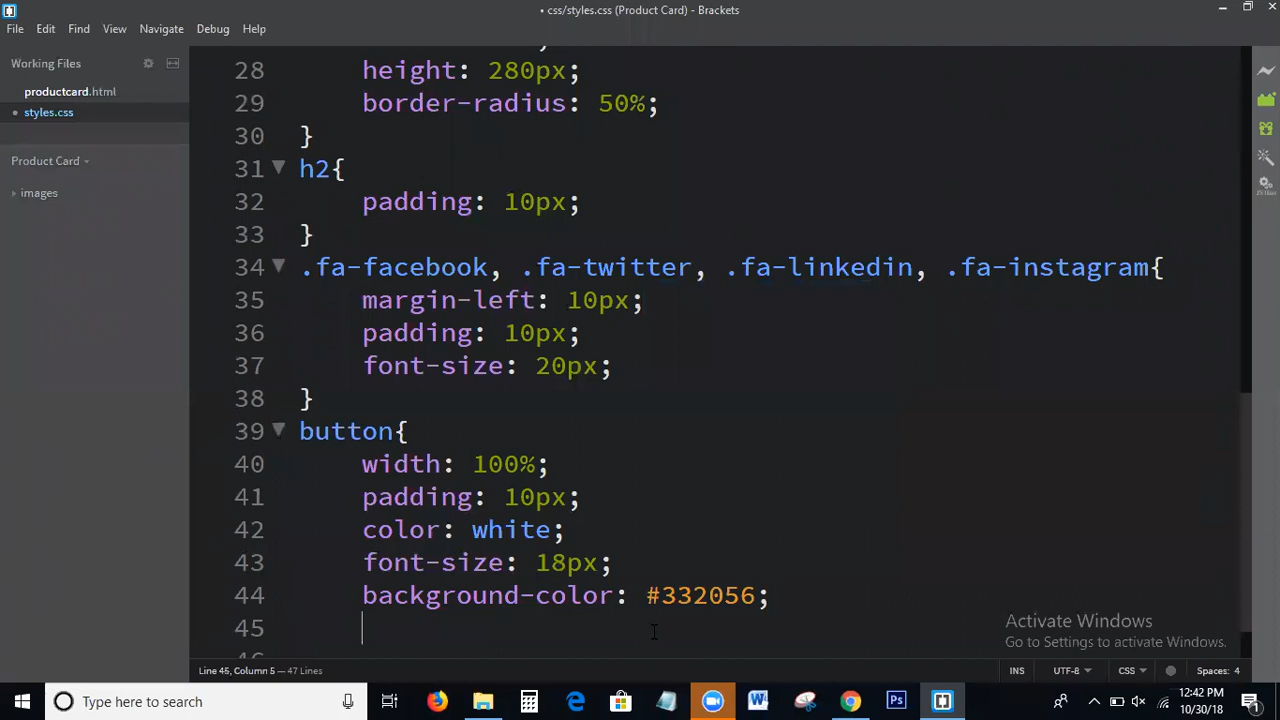 • css/styles.css (Product Card) - Brackets
File Edit Find View Navigate Debug Help
Working Files
productcard.html
styles.css
Product Card
images
28 height: 280px;
29 border-radius: 50%;
30 }
31 h2{
32 padding: 10px;
33 }
34 .fa-facebook, .fa-twitter, .fa-linkedin, .fa-instagram{
35 margin-left: 10px;
36 padding: 10px;
37 font-size: 20px;
38 }
39 button{
40 width: 100%;
41 padding: 10px;
42 color: white;
43 font-size: 18px;
44 background-color: #332056;
45
Activate Windows
Go to Settings to activate Windows.
Line 45, Column 5 — 47 Lines
INS UTF-8 CSS Spaces: 4
Type here to search
W
Ps
12:42 PM
10/30/18